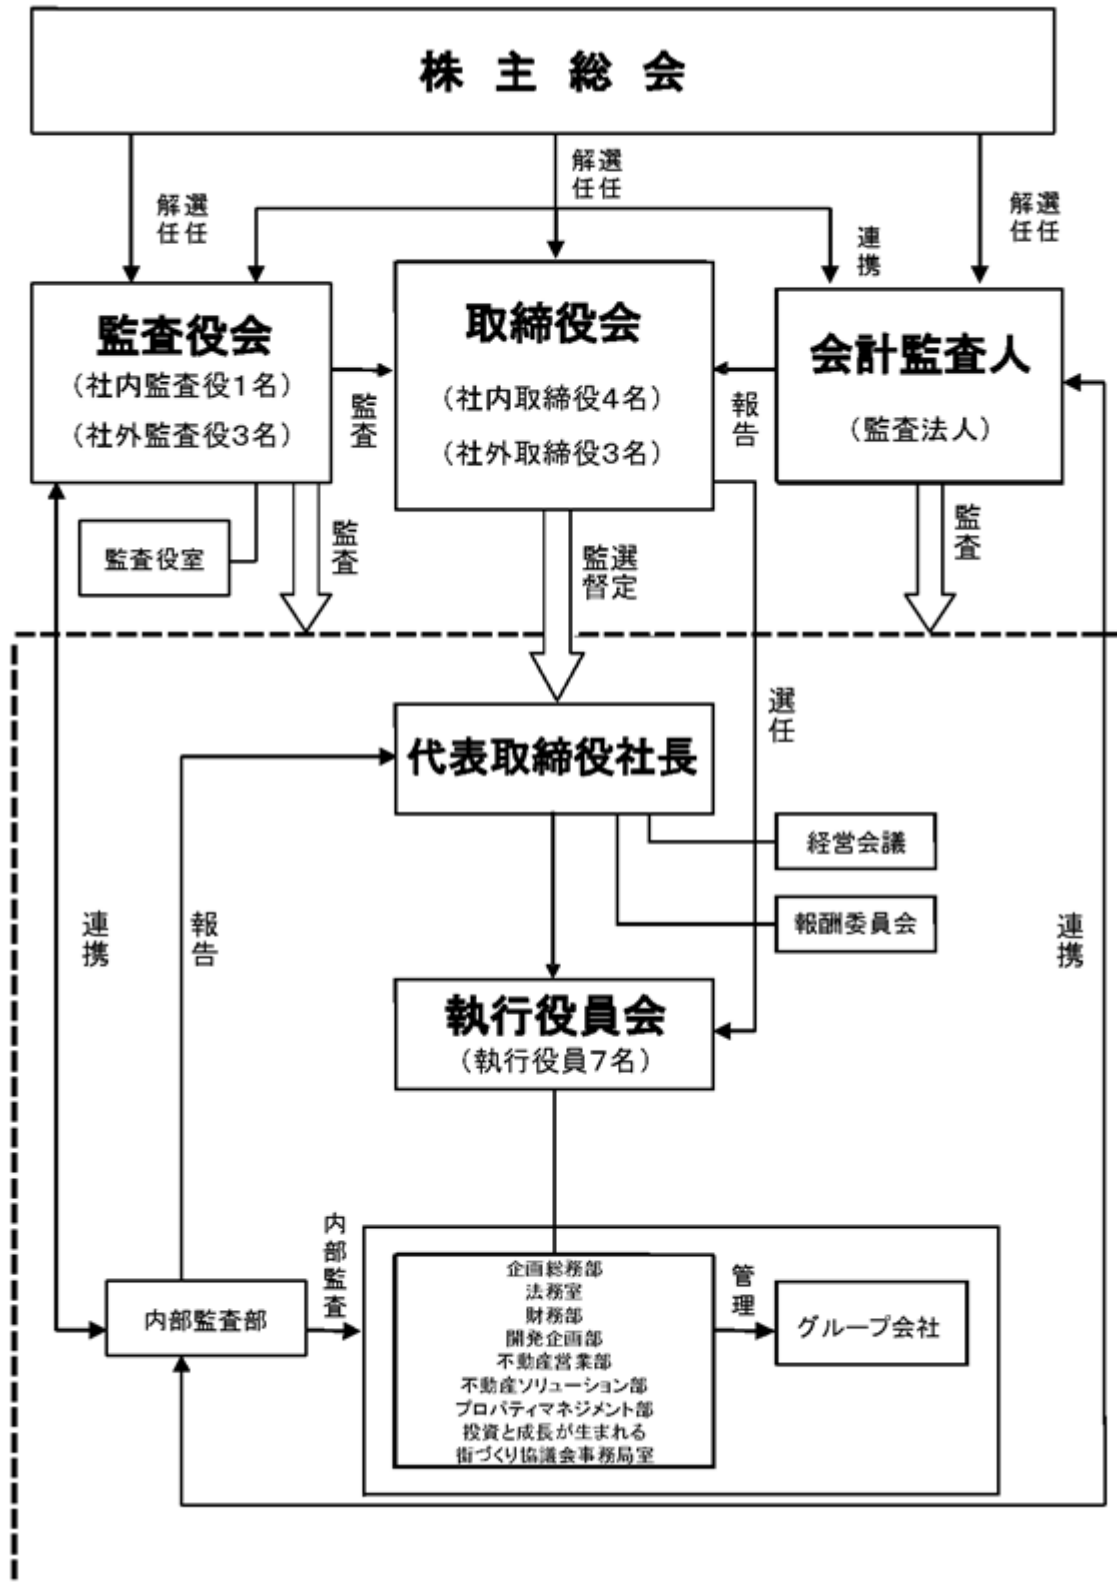 株主総会
選任
解任
選任
解任
選任
解任
連携
監査役会
（社内監査役1名）
（社外監査役3名）
監査
取締役会
（社内取締役4名）
（社外取締役3名）
報告
会計監査人
（監査法人）
監査役室
監査
選定
監督
監査
選任
代表取締役社長
経営会議
報酬委員会
連携
報告
連携
執行役員会
（執行役員7名）
内部監査
内部監査部
企画総務部
法務室
財務部
開発企画部
不動産営業部
不動産ソリューション部
プロパティマネジメント部
投資と成長が生まれる
街づくり協議会事務局室
管理
グループ会社